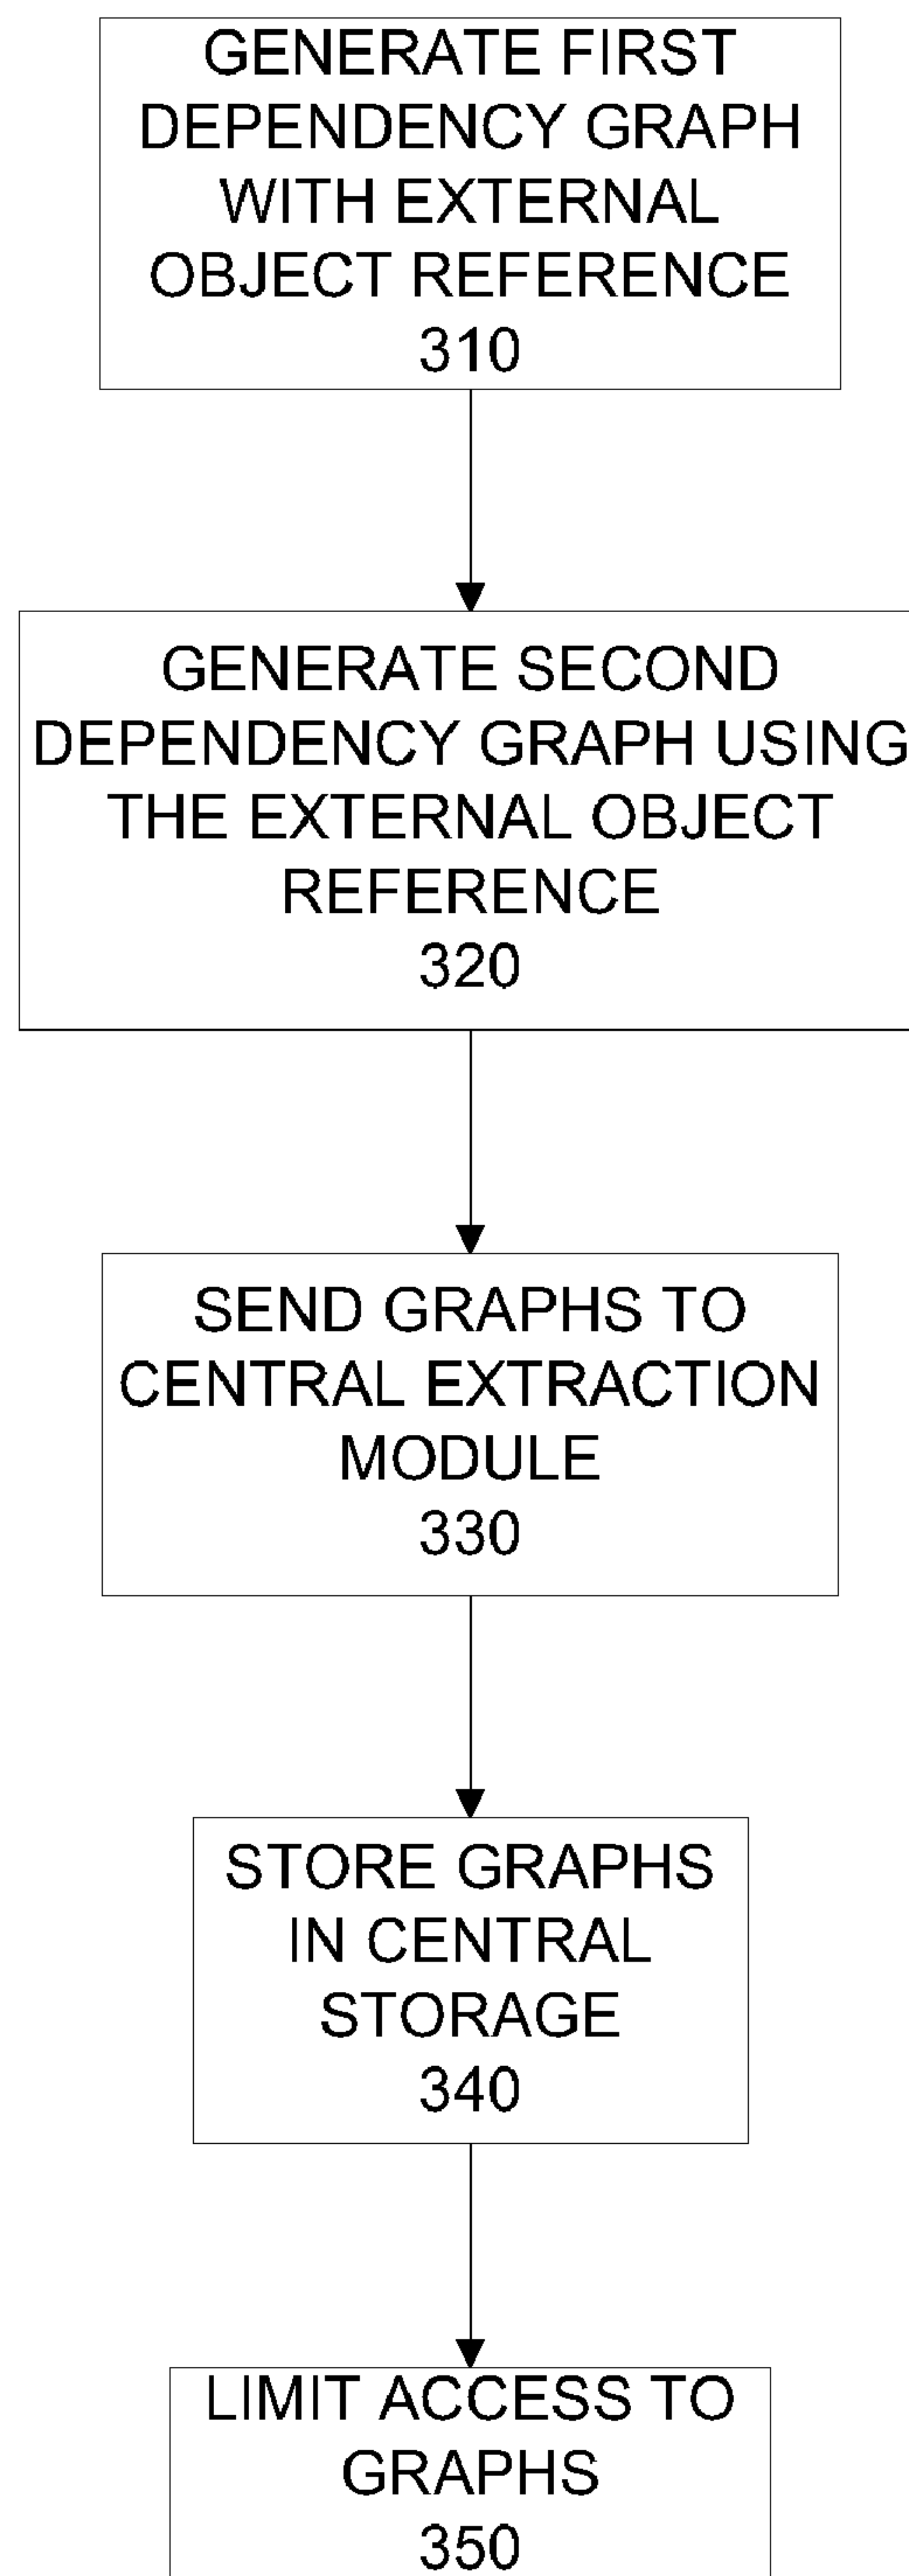 GENERATE FIRST
DEPENDENCY GRAPH
WITH EXTERNAL
OBJECT REFERENCE
310
GENERATE SECOND
DEPENDENCY GRAPH USING
THE EXTERNAL OBJECT
REFERENCE
320
SEND GRAPHS TO
CENTRAL EXTRACTION
MODULE
330
STORE GRAPHS
IN CENTRAL
STORAGE
340
LIMIT ACCESS TO
GRAPHS
350